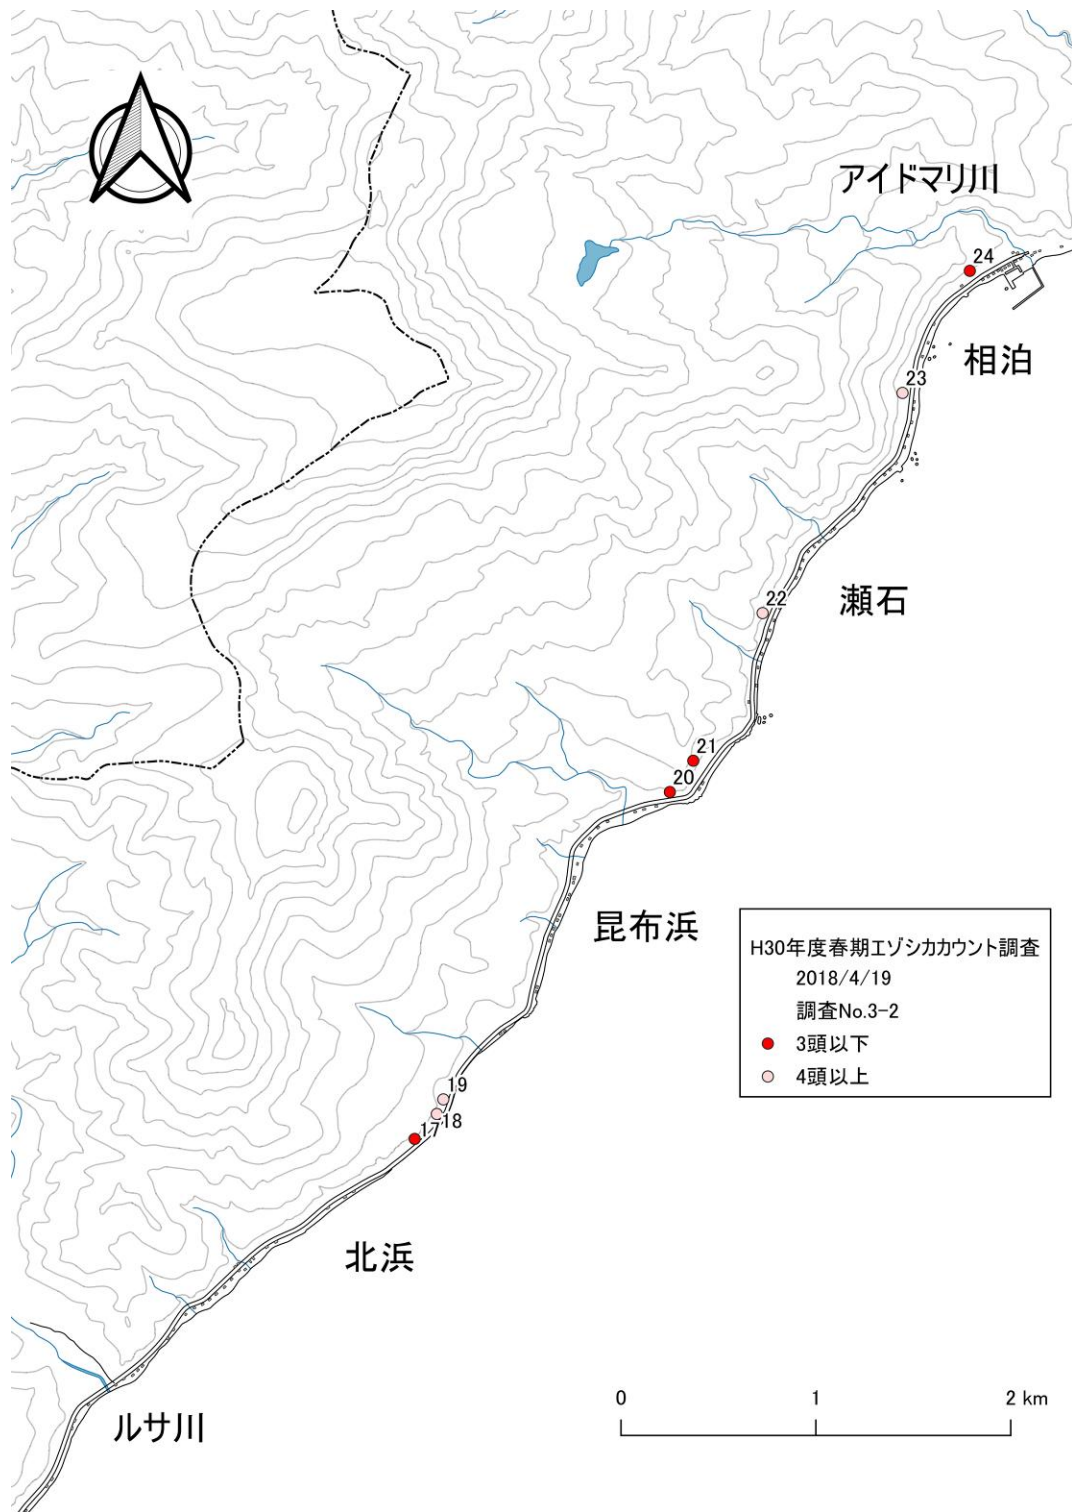 アイドマリ川
24
相泊
23
瀬石
22
21
20
昆布浜
H30年度春期エゾシカカウント調査
2018/4/19
調査No.3-2
3頭以下
4頭以上
19
18
17
北浜
0 1 2 km
ルサ川